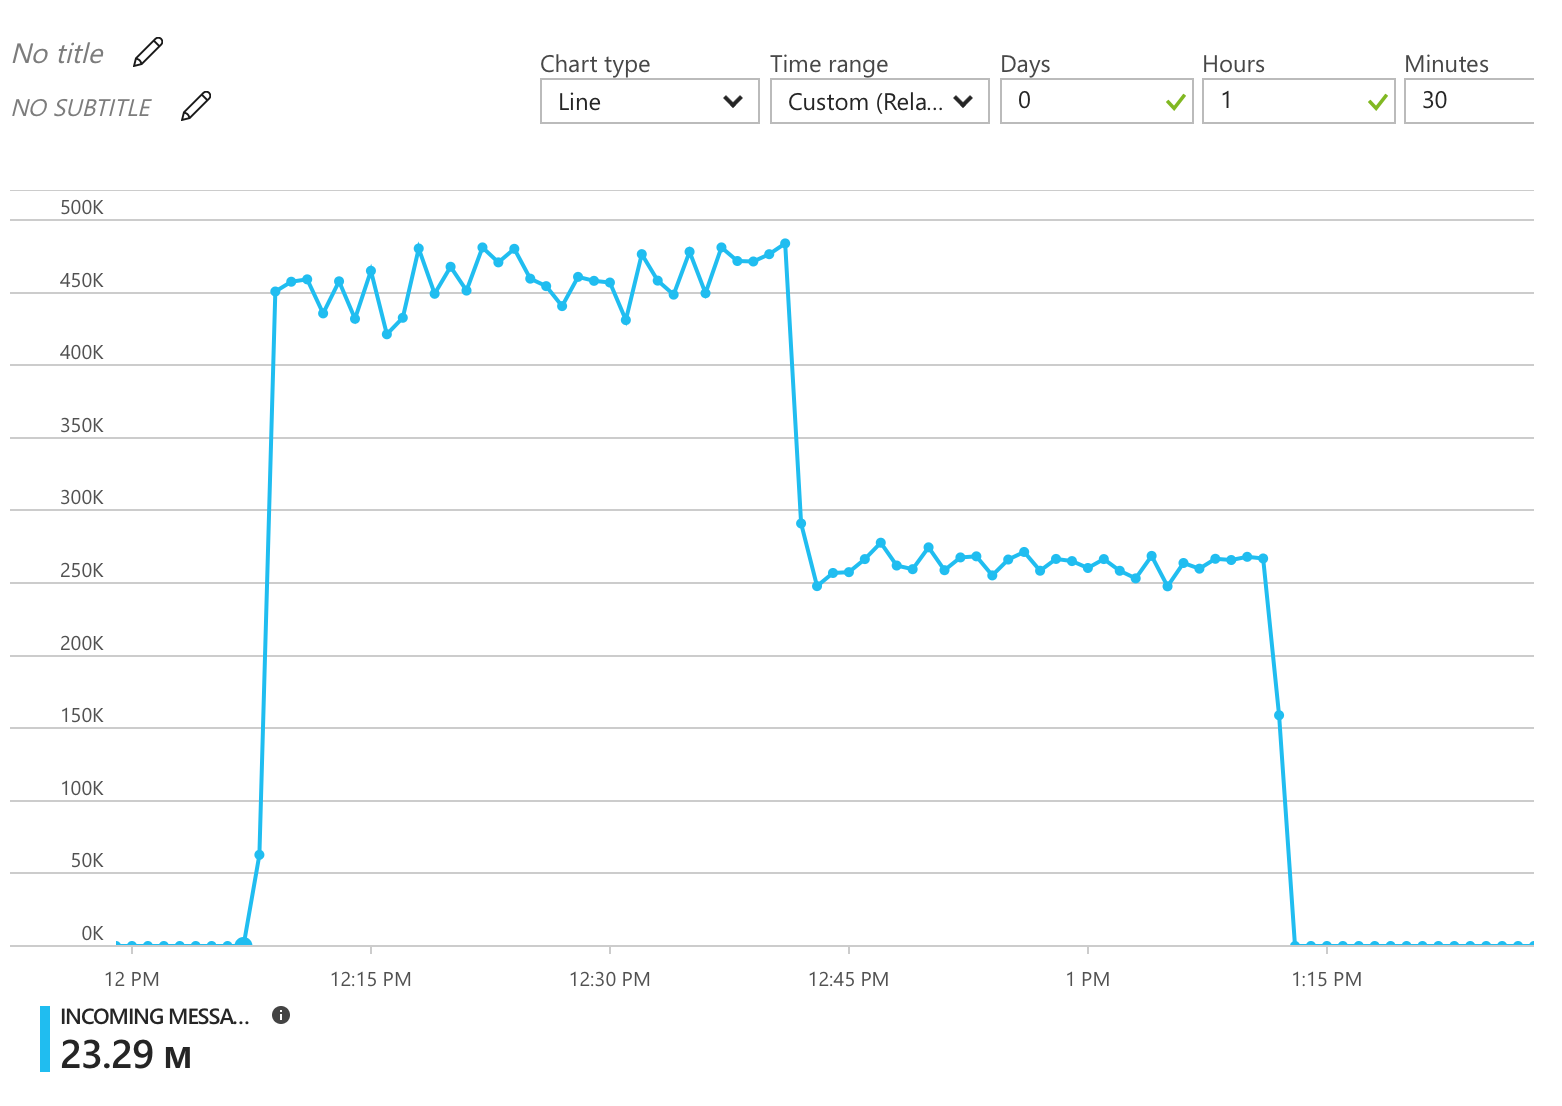 No title
NO SUBTITLE
Chart type
Time range
Days
Hours
Minutes
Line
Custom (Rela...
0
1
30
500K
450K
400K
350K
300K
250K
200K
150K
100K
50K
0K
12 PM
12:15 PM
12:30 PM
12:45 PM
1 PM
1:15 PM
INCOMING MESSA...
23.29 M